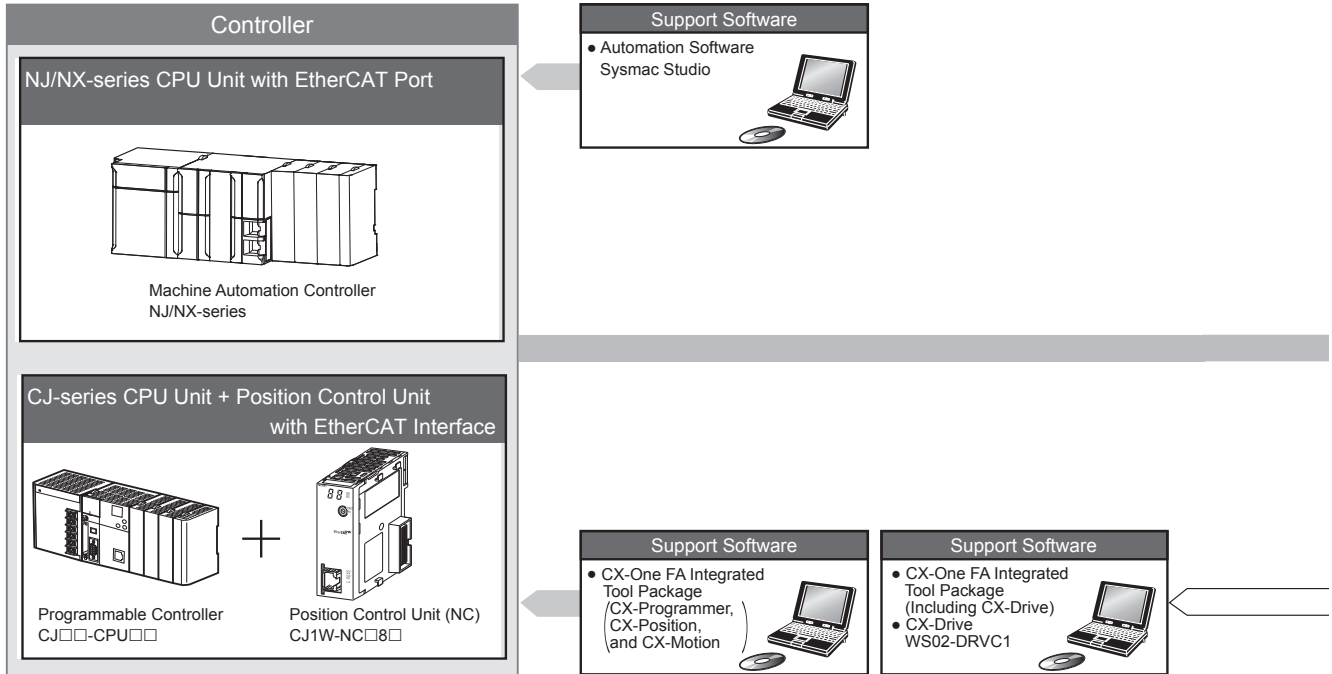 Controller
NJ/NX-series CPU Unit with EtherCAT Port
Machine Automation Controller
NJ/NX-series
CJ-series CPU Unit + Position Control Unit
with EtherCAT Interface
Programmable Controller
CJ□□-CPU□□
Position Control Unit (NC)
CJ1W-NC□8□
Support Software
● Automation Software
Sysmac Studio
Support Software
● CX-One FA Integrated
Tool Package
(CX-Programmer,
CX-Position,
and CX-Motion)
Support Software
● CX-One FA Integrated
Tool Package
(Including CX-Drive)
● CX-Drive
WS02-DRVC1